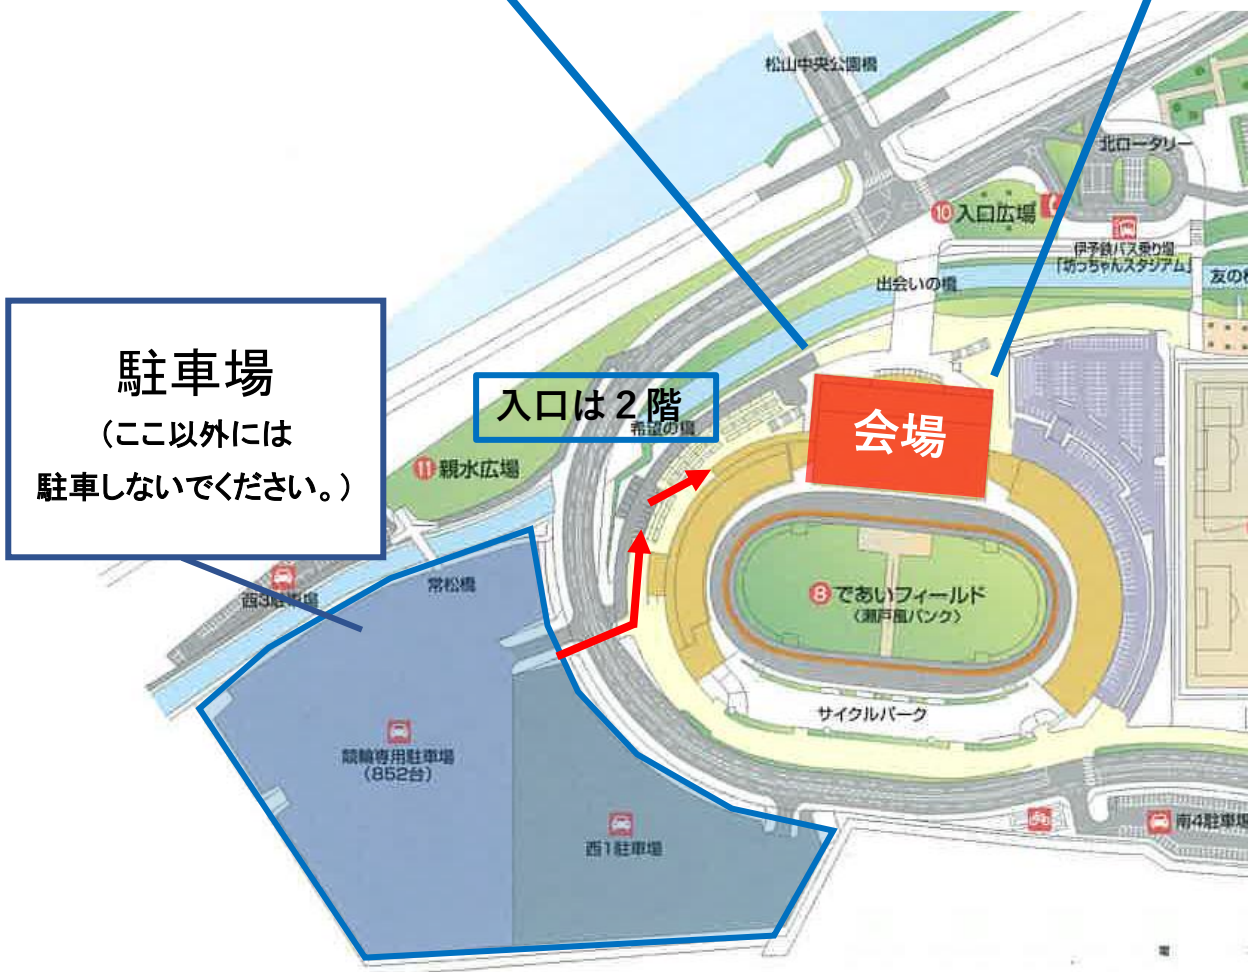 松山中央公園橋
北ロータリー
⑩入口広場
伊予鉄バス乗り場
「坊っちゃんスタジアム」
出会いの橋
友の
駐車場
(ここ以外には
駐車しないでください。)
入口は２階
希望の橋
会場
⑪親水広場
常松橋
西3駐車場
⑧であいフィールド
〈瀬戸風バンク〉
サイクルパーク
競輪専用駐車場
(852台)
西1駐車場
南4駐車場